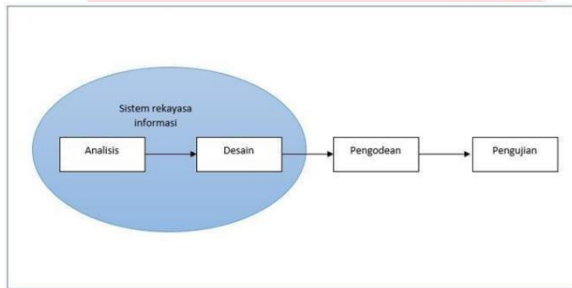 Sistem rekayasa
informasi
Analisis
Desain
Pengodean
Pengujian